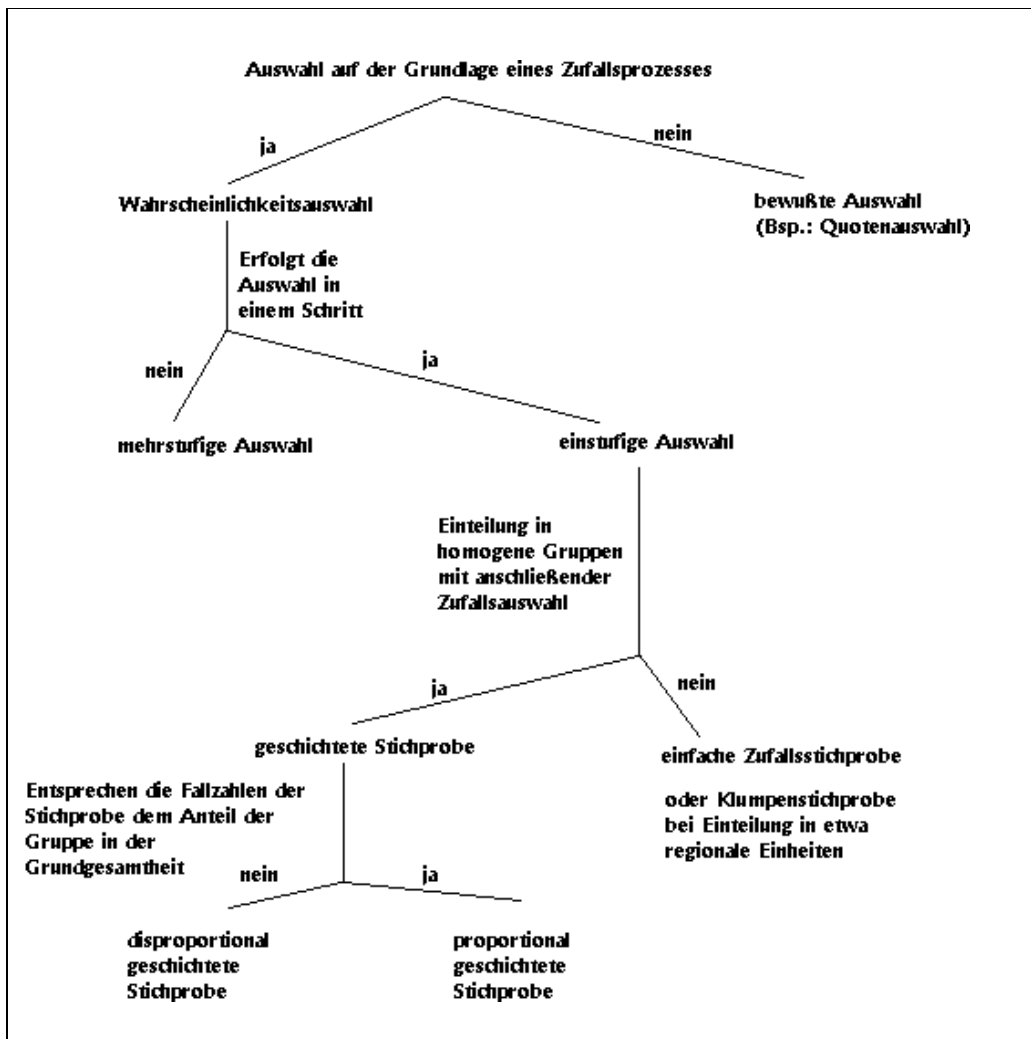 Auswahl auf der Grundlage eines Zufallsprozesses
ja
nein
Wahrscheinlichkeitsauswahl
bewußte Auswahl
(Bsp.: Quotenauswahl)
Erfolgt die
Auswahl in
einem Schritt
nein
ja
mehrstufige Auswahl
einstufige Auswahl
Einteilung in
homogene Gruppen
mit anschließender
Zufallsauswahl
ja
nein
geschichtete Stichprobe
einfache Zufallsstichprobe
oder Klumpenstichprobe
bei Einteilung in etwa
regionale Einheiten
Entsprechen die Fallzahlen der
Stichprobe dem Anteil der
Gruppe in der
Grundgesamtheit
nein
ja
disproportional
geschichtete
Stichprobe
proportional
geschichtete
Stichprobe